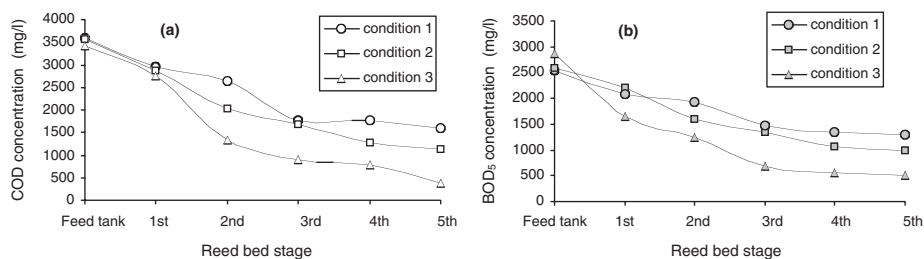 COD concentration (mg/l)
4000
3500
3000
2500
2000
1500
1000
500
0
(a)
condition 1
condition 2
condition 3
Feed tank 1st 2nd 3rd 4th 5th
Reed bed stage
BOD5 concentration (mg/l)
3500
3000
2500
2000
1500
1000
500
0
(b)
condition 1
condition 2
condition 3
Feed tank 1st 2nd 3rd 4th 5th
Reed bed stage